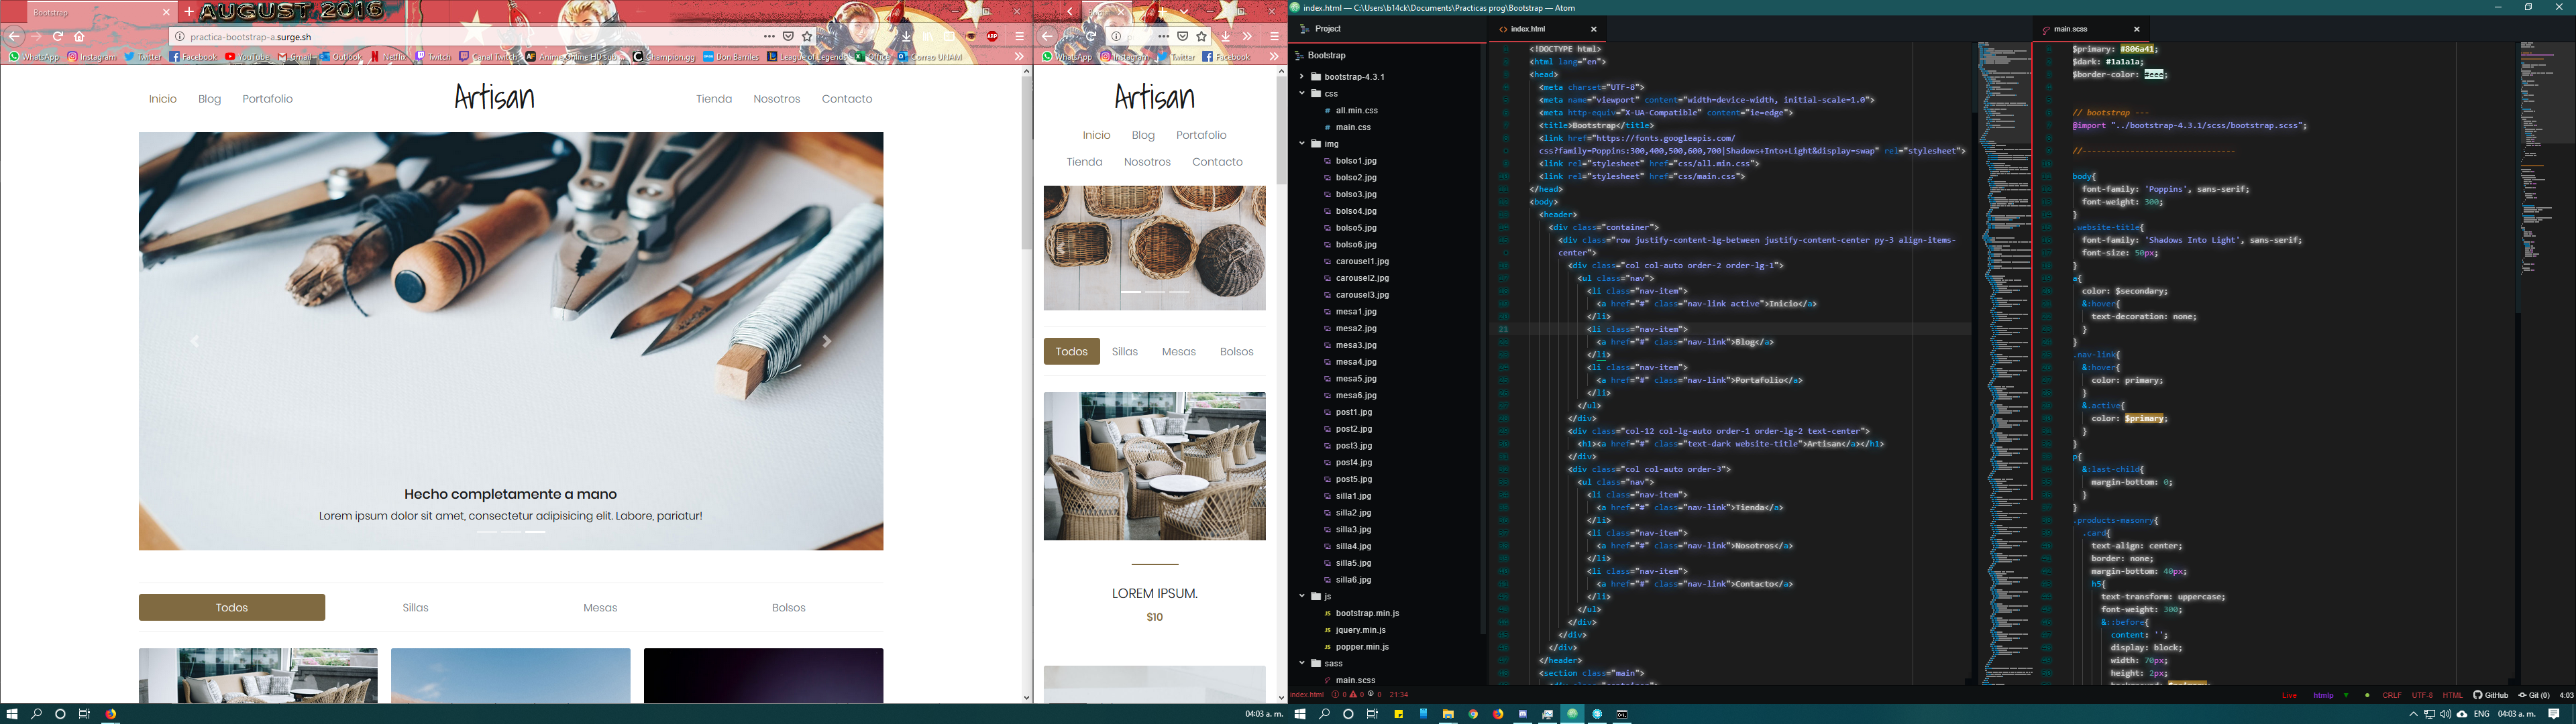 AUGUST 2016
Bootstrap
practica-bootstrap-a.surge.sh
WhatsApp Instagram Twitter Facebook YouTube Gmail Outlook Netflix Twitch Canal Twitch Anime Online HD sub Champion.gg Don Barriles League of Legends Office Correo UNAM
Inicio Blog Portafolio
Artisan
Tienda Nosotros Contacto
Hecho completamente a mano
Lorem ipsum dolor sit amet, consectetur adipisicing elit. Labore, pariatur!
Todos Sillas Mesas Bolsos
WhatsApp Instagram Twitter Facebook
Artisan
Inicio Blog Portafolio
Tienda Nosotros Contacto
Todos Sillas Mesas Bolsos
LOREM IPSUM.
$10
04:03 a. m.
index.html — C:\Users\b14ck\Documents\Practicas prog\Bootstrap — Atom
Project
Bootstrap
bootstrap-4.3.1
css
all.min.css
main.css
img
bolso1.jpg
bolso2.jpg
bolso3.jpg
bolso4.jpg
bolso5.jpg
bolso6.jpg
carousel1.jpg
carousel2.jpg
carousel3.jpg
mesa1.jpg
mesa2.jpg
mesa3.jpg
mesa4.jpg
mesa5.jpg
mesa6.jpg
post1.jpg
post2.jpg
post3.jpg
post4.jpg
post5.jpg
silla1.jpg
silla2.jpg
silla3.jpg
silla4.jpg
silla5.jpg
silla6.jpg
js
bootstrap.min.js
jquery.min.js
popper.min.js
sass
main.scss
index.html
<!DOCTYPE html>
<html lang="en">
<head>
<meta charset="UTF-8">
<meta name="viewport" content="width=device-width, initial-scale=1.0">
<meta http-equiv="X-UA-Compatible" content="ie=edge">
<title>Bootstrap</title>
<link href="https://fonts.googleapis.com/
css?family=Poppins:300,400,500,600,700|Shadows+Into+Light&display=swap" rel="stylesheet">
<link rel="stylesheet" href="css/all.min.css">
<link rel="stylesheet" href="css/main.css">
</head>
<body>
<header>
<div class="container">
<div class="row justify-content-lg-between justify-content-center py-3 align-items-
center">
<div class="col col-auto order-2 order-lg-1">
<ul class="nav">
<li class="nav-item">
<a href="#" class="nav-link active">Inicio</a>
</li>
21 <li class="nav-item">
<a href="#" class="nav-link">Blog</a>
</li>
<li class="nav-item">
<a href="#" class="nav-link">Portafolio</a>
</li>
</ul>
</div>
<div class="col-12 col-lg-auto order-1 order-lg-2 text-center">
<h1><a href="#" class="text-dark website-title">Artisan</a></h1>
</div>
<div class="col col-auto order-3">
<ul class="nav">
<li class="nav-item">
<a href="#" class="nav-link">Tienda</a>
</li>
<li class="nav-item">
<a href="#" class="nav-link">Nosotros</a>
</li>
<li class="nav-item">
<a href="#" class="nav-link">Contacto</a>
</li>
</ul>
</div>
</div>
</div>
</header>
<section class="main">
main.scss
$primary: #806a41;
$dark: #1a1a1a;
$border-color: #eee;
// bootstrap ---
@import "../bootstrap-4.3.1/scss/bootstrap.scss";
//--------------------------------
body{
font-family: 'Poppins', sans-serif;
font-weight: 300;
}
.website-title{
font-family: 'Shadows Into Light', sans-serif;
font-size: 50px;
}
a{
color: $secondary;
&:hover{
text-decoration: none;
}
}
.nav-link{
&:hover{
color: primary;
}
&.active{
color: $primary;
}
}
p{
&:last-child{
margin-bottom: 0;
}
}
.products-masonry{
.card{
text-align: center;
border: none;
margin-bottom: 40px;
h5{
text-transform: uppercase;
font-weight: 300;
&::before{
content: '';
display: block;
width: 70px;
height: 2px;
index.html 0 0 0 21:34
Live htmlp CRLF UTF-8 HTML GitHub Git (0) 4:03
ENG 04:03 a. m.